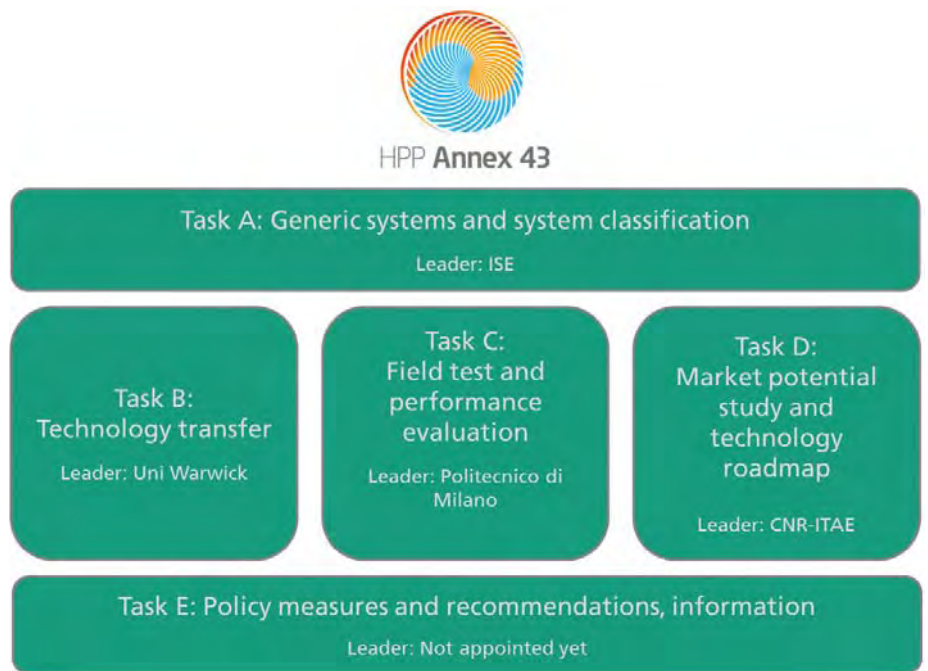 HPP Annex 43
Task A: Generic systems and system classification
Leader: ISE
Task B:
Technology transfer
Leader: Uni Warwick
Task C:
Field test and
performance
evaluation
Leader: Politecnico di
Milano
Task D:
Market potential
study and
technology
roadmap
Leader: CNR-ITAE
Task E: Policy measures and recommendations, information
Leader: Not appointed yet